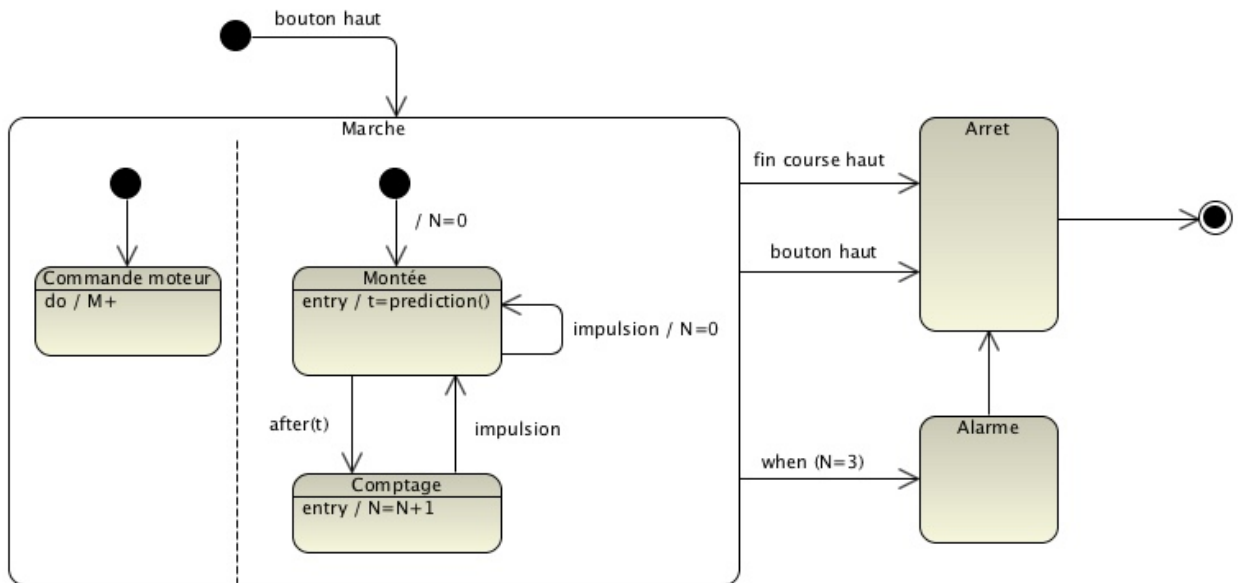 bouton haut
Marche
Arret
fin course haut
/ N=0
bouton haut
Commande moteur
do / M+
Montée
entry / t=prediction()
impulsion / N=0
after(t)
impulsion
Alarme
when (N=3)
Comptage
entry / N=N+1